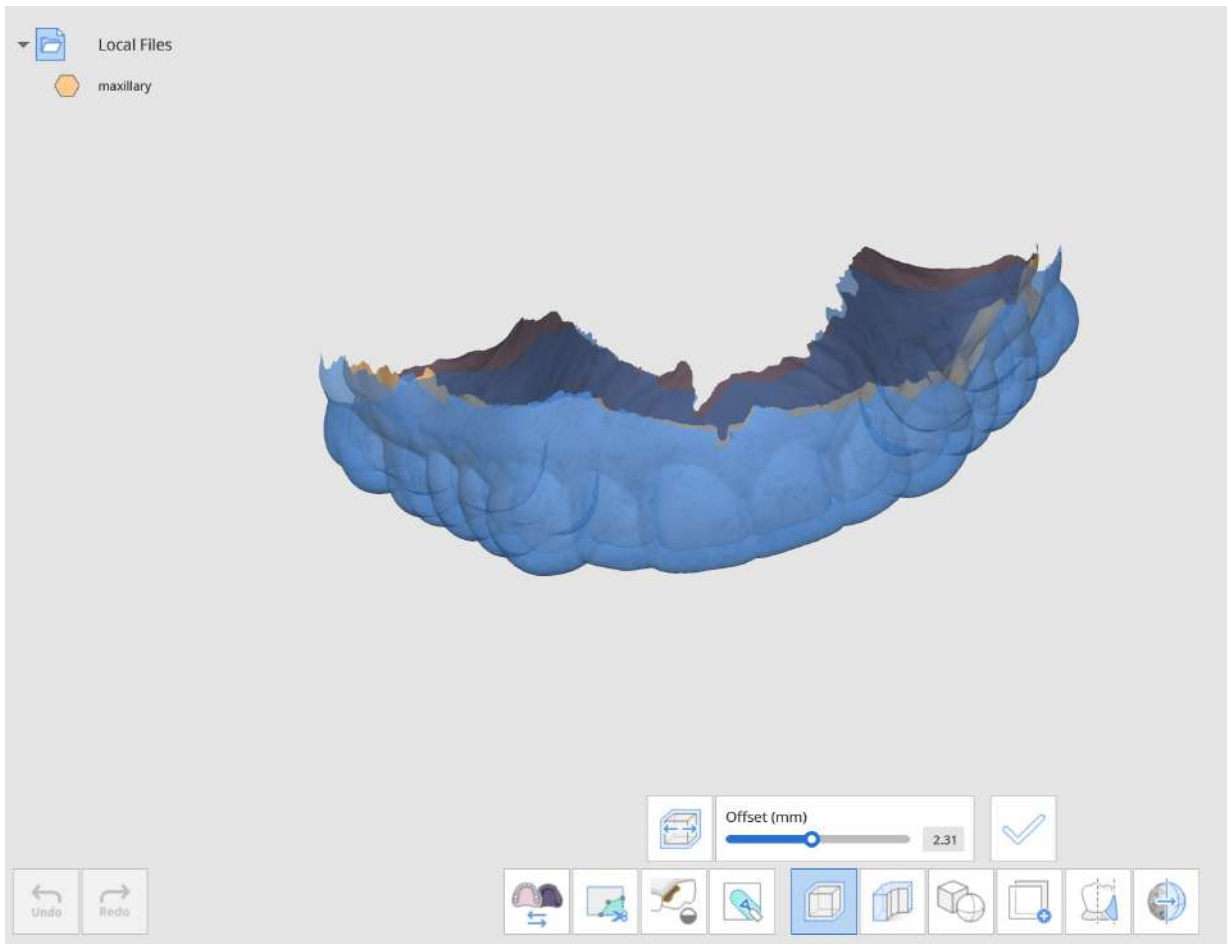 Local Files
maxillary
Offset (mm)
2.31
Undo
Redo